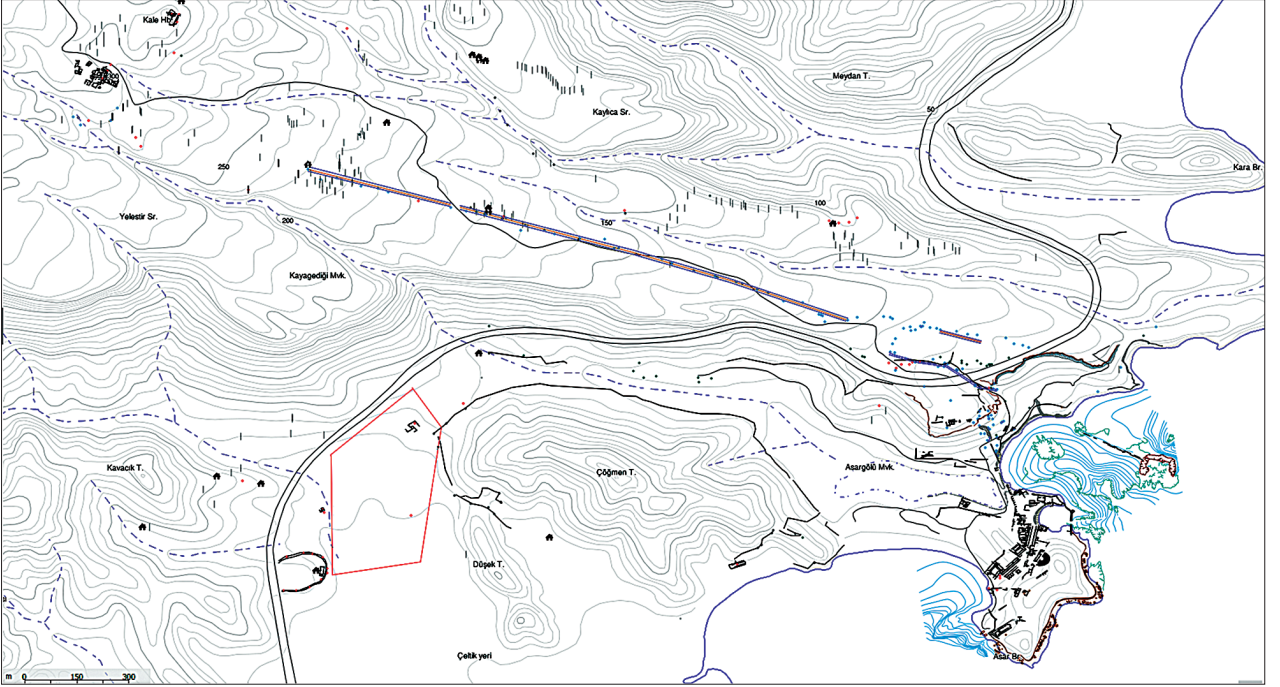 Kale Hb.
Meydan T.
Kaylıca Sr.
50
250
Kara Br.
100
200
150
Yelestir Sr.
Kayagediği Mvk.
Kavacık T.
Çöğmen T.
Asargölü Mvk.
Düşek T.
Çeltik yeri
Asar Br.
m 0 150 300